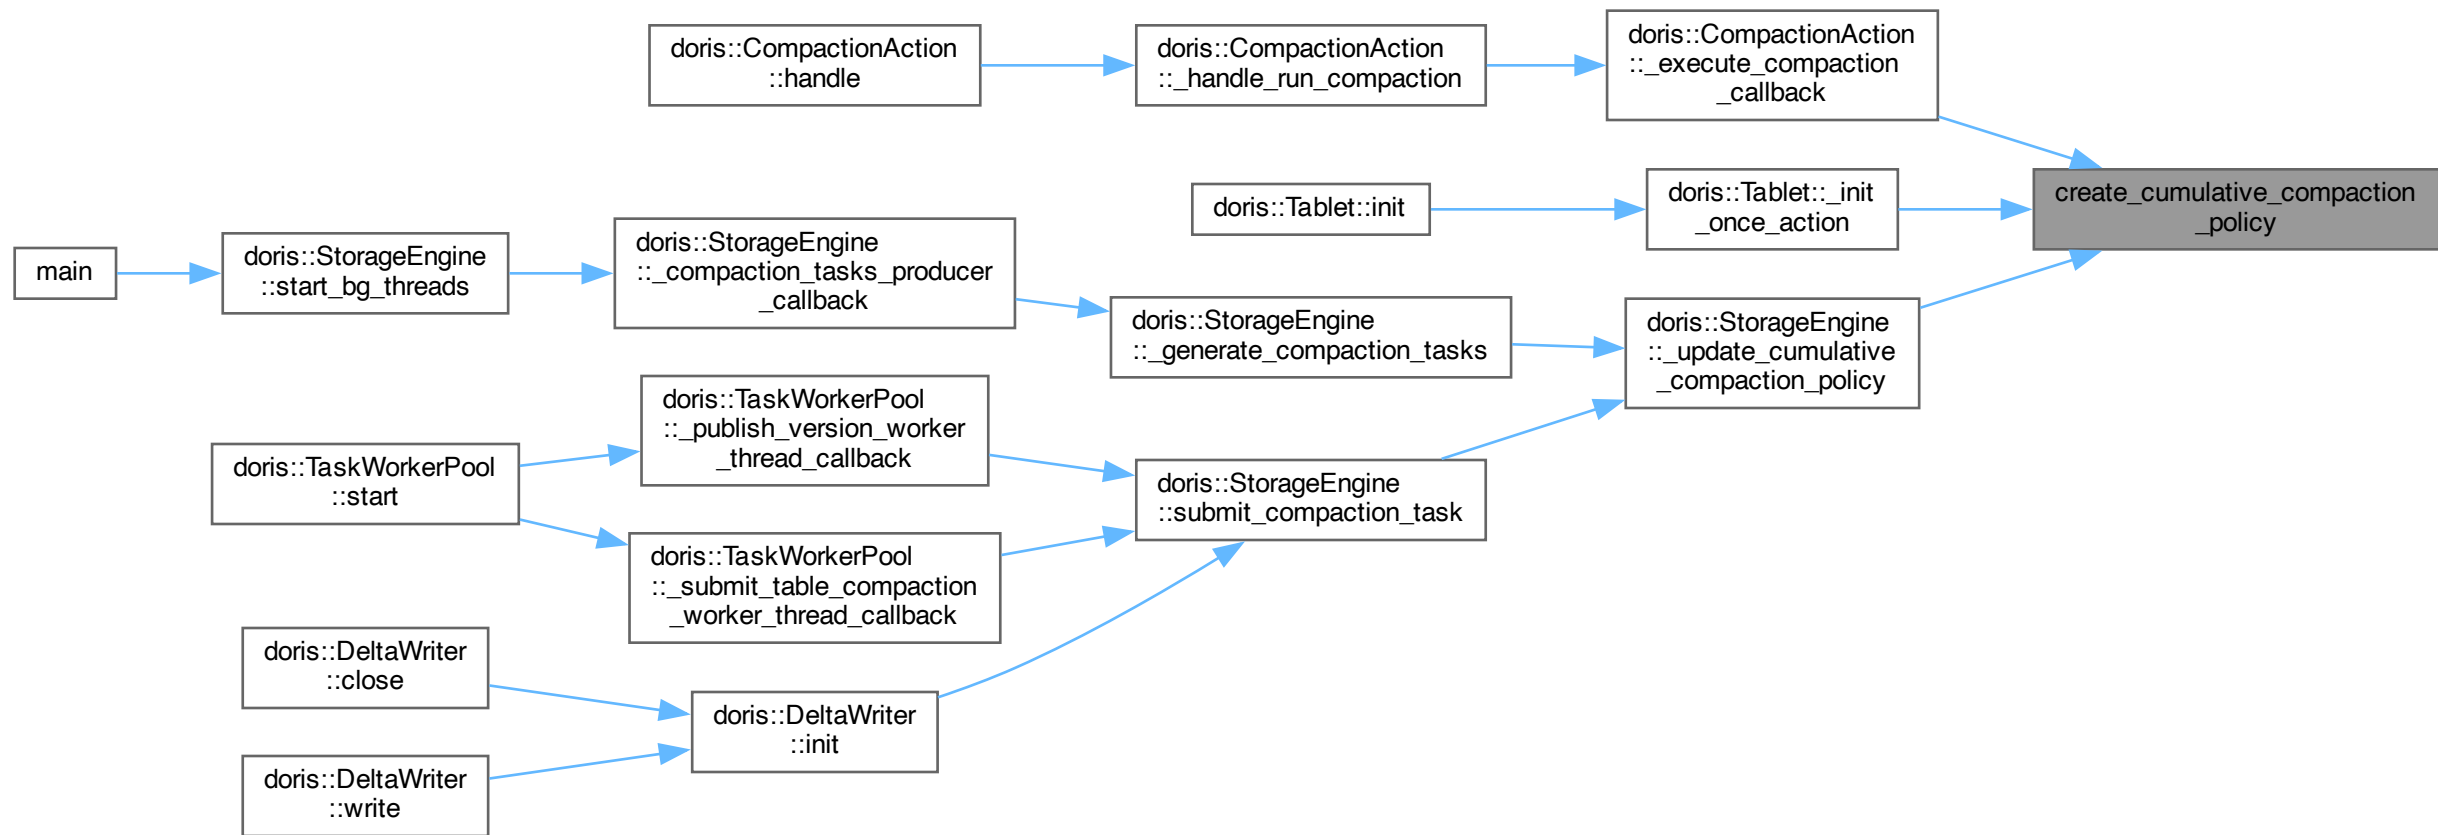 doris::CompactionAction
::handle
doris::CompactionAction
::_handle_run_compaction
doris::CompactionAction
::_execute_compaction
_callback
doris::Tablet::init
doris::Tablet::_init
_once_action
create_cumulative_compaction
_policy
main
doris::StorageEngine
::start_bg_threads
doris::StorageEngine
::_compaction_tasks_producer
_callback
doris::StorageEngine
::_generate_compaction_tasks
doris::StorageEngine
::_update_cumulative
_compaction_policy
doris::TaskWorkerPool
::start
doris::TaskWorkerPool
::_publish_version_worker
_thread_callback
doris::TaskWorkerPool
::_submit_table_compaction
_worker_thread_callback
doris::StorageEngine
::submit_compaction_task
doris::DeltaWriter
::close
doris::DeltaWriter
::init
doris::DeltaWriter
::write